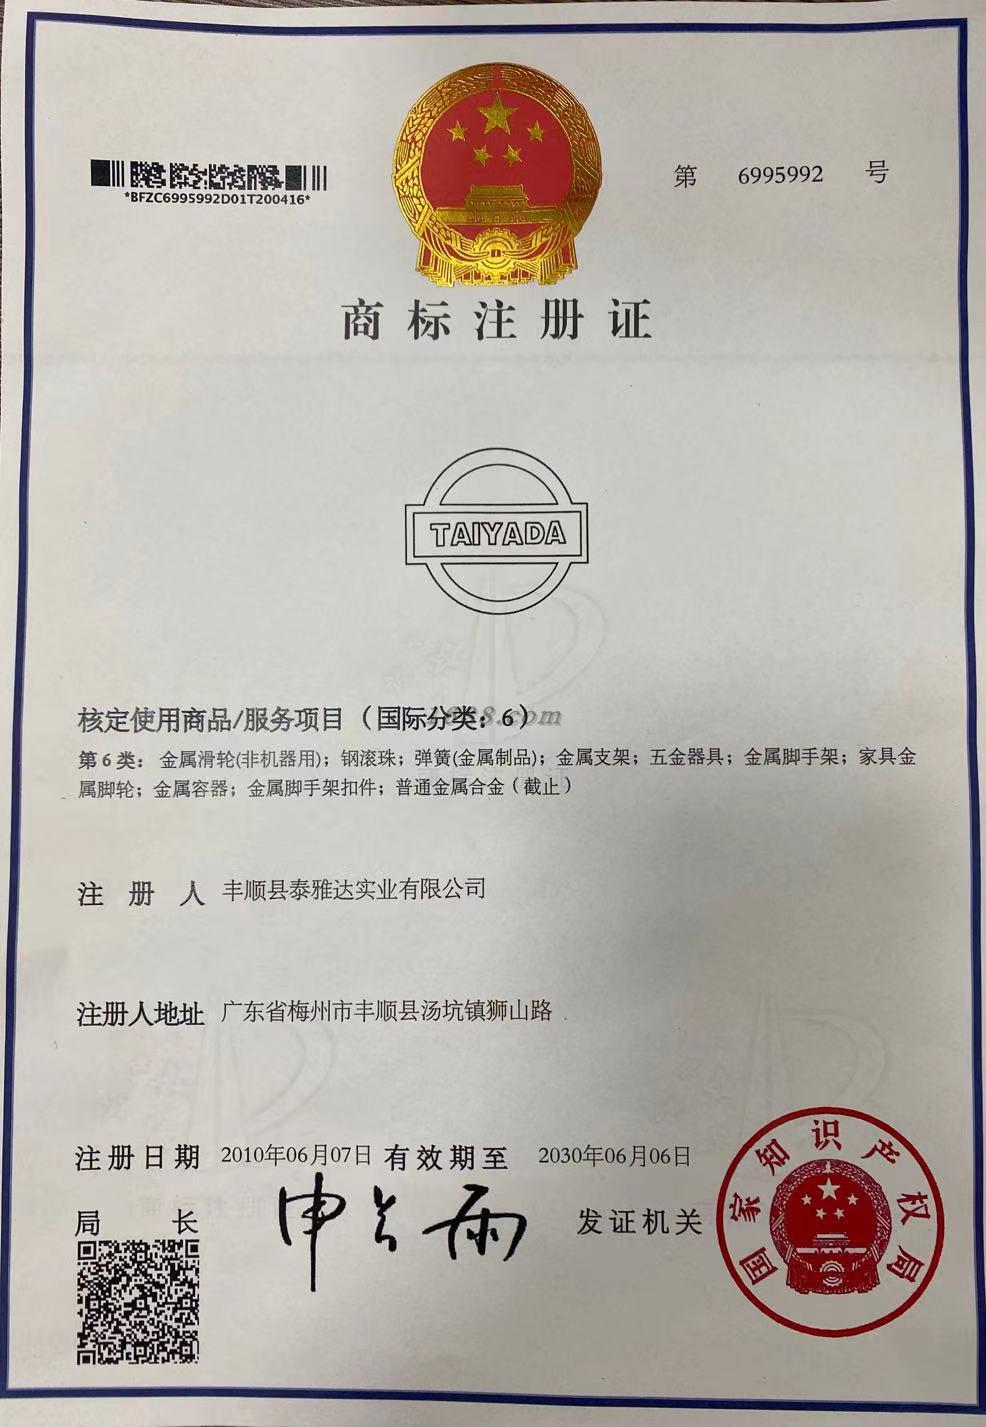 *BFZC6995992D01T200416*
第 6995992 号
商标注册证
TAIYADA
核定使用商品/服务项目（国际分类：6）
1688.com
第 6 类：金属滑轮(非机器用)；钢滚珠；弹簧(金属制品)；金属支架；五金器具；金属脚手架；家具金
属脚轮；金属容器；金属脚手架扣件；普通金属合金（截止）
注册人 丰顺县泰雅达实业有限公司
注册人地址 广东省梅州市丰顺县汤坑镇狮山路
注册日期 2010年06月07日 有效期至 2030年06月06日
局长 申长雨 发证机关
国家知识产权局